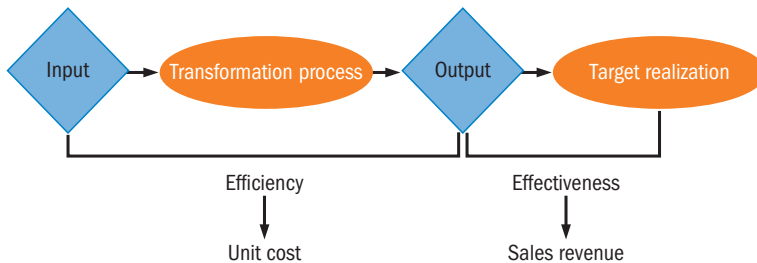 Input
Transformation process
Output
Target realization
Efficiency
Effectiveness
Unit cost
Sales revenue